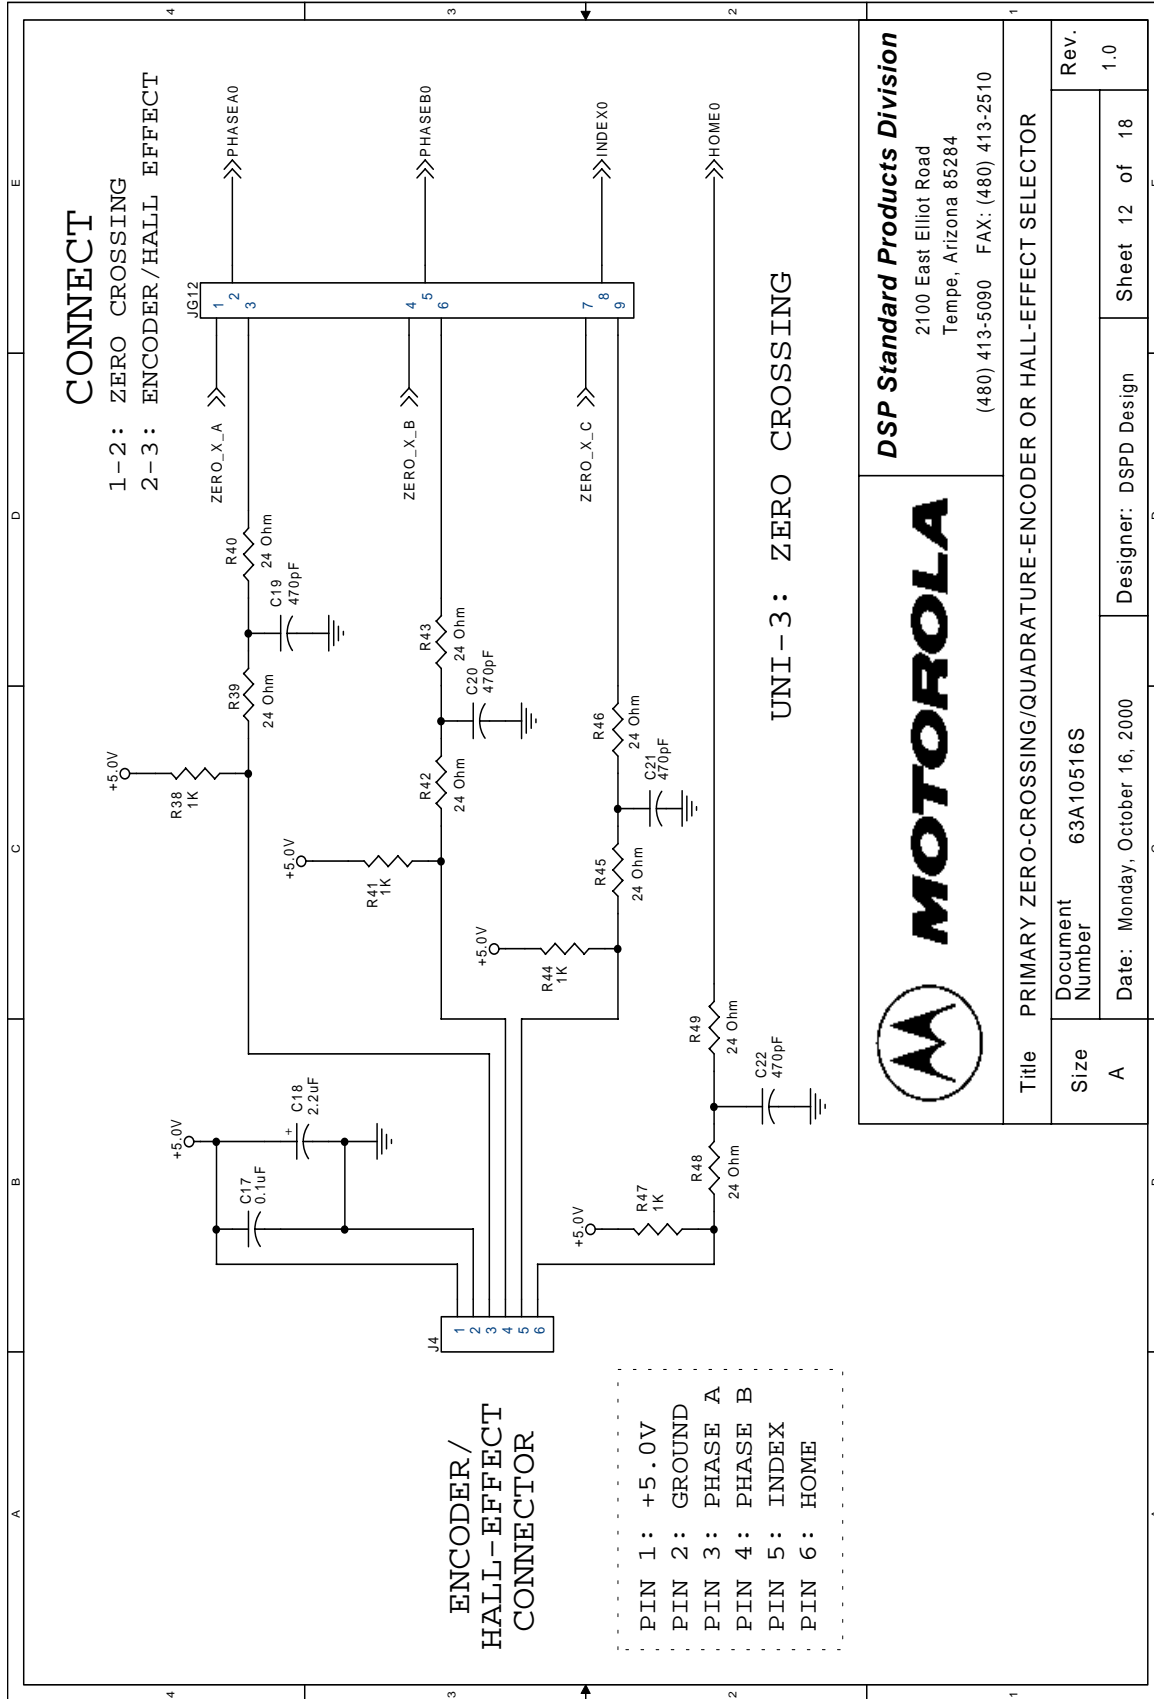 A
B
C
D
E
4
3
2
1
4
3
2
1
A
B
C
D
E
CONNECT
1-2: ZERO CROSSING
2-3: ENCODER/HALL EFFECT
ENCODER/
HALL-EFFECT
CONNECTOR
PIN 1: +5.0V
PIN 2: GROUND
PIN 3: PHASE A
PIN 4: PHASE B
PIN 5: INDEX
PIN 6: HOME
J4
1
2
3
4
5
6
+5.0V
C17
0.1uF
+
C18
2.2uF
+5.0V
R38
1K
R39
24 Ohm
C19
470pF
R40
24 Ohm
+5.0V
R41
1K
R42
24 Ohm
C20
470pF
R43
24 Ohm
+5.0V
R44
1K
R45
24 Ohm
C21
470pF
R46
24 Ohm
+5.0V
R47
1K
R48
24 Ohm
C22
470pF
R49
24 Ohm
ZERO_X_A
ZERO_X_B
ZERO_X_C
JG12
1
2
3
4
5
6
7
8
9
PHASEA0
PHASEB0
INDEX0
HOME0
UNI-3: ZERO CROSSING
MOTOROLA
DSP Standard Products Division
2100 East Elliot Road
Tempe, Arizona 85284
(480) 413-5090 FAX: (480) 413-2510
Title PRIMARY ZERO-CROSSING/QUADRATURE-ENCODER OR HALL-EFFECT SELECTOR
Size
A
Document
Number
63A10516S
Rev.
1.0
Date: Monday, October 16, 2000
Designer: DSPD Design
Sheet 12 of 18